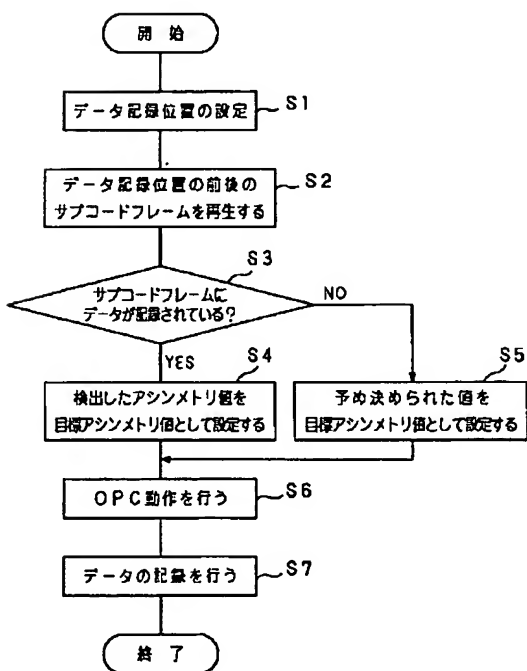 開始
データ記録位置の設定
S1
データ記録位置の前後の
サブコードフレームを再生する
S2
S3
サブコードフレームに
データが記録されている?
NO
YES
S4
検出したアシンメトリ値を
目標アシンメトリ値として設定する
S5
予め決められた値を
目標アシンメトリ値として設定する
OPC動作を行う
S6
データの記録を行う
S7
終了